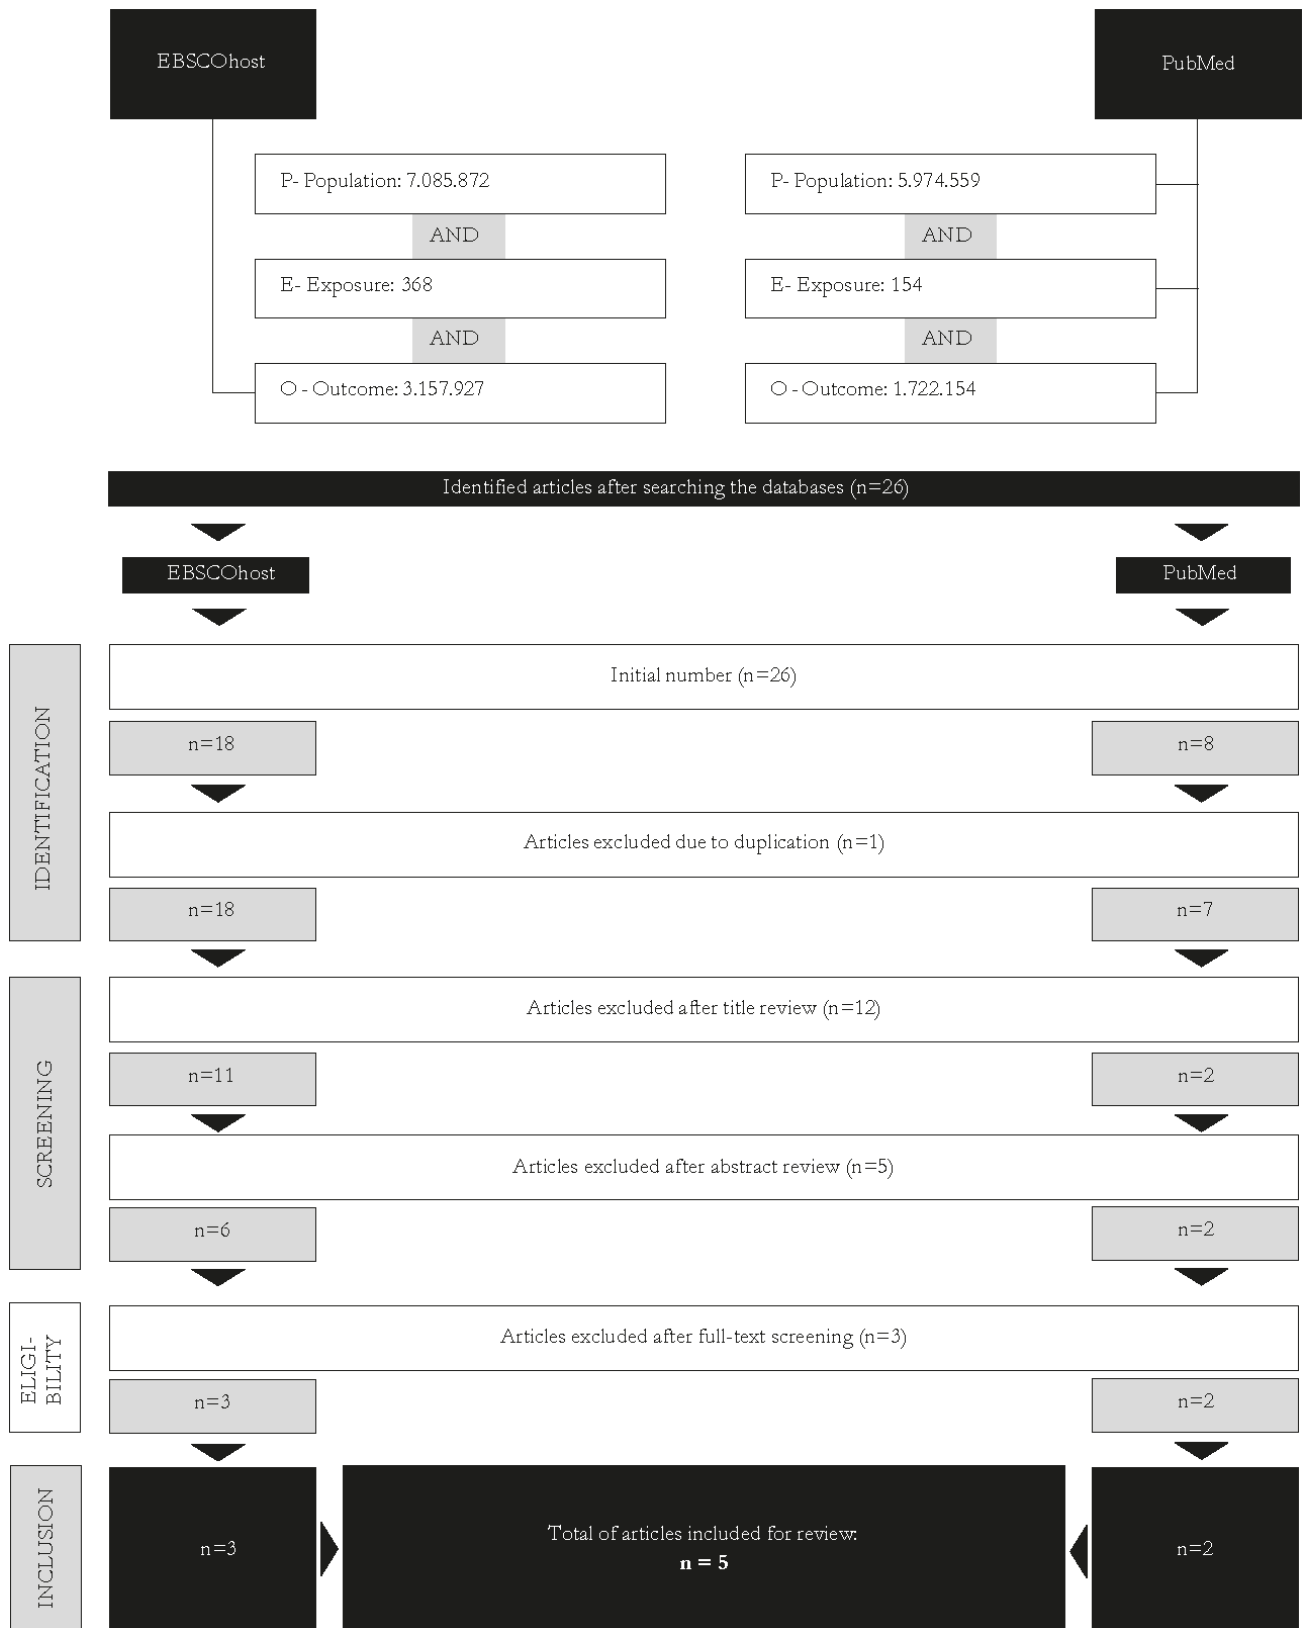 EBSCOhost
PubMed
P- Population: 7.085.872
P- Population: 5.974.559
AND
AND
E- Exposure: 368
E- Exposure: 154
AND
AND
O - Outcome: 3.157.927
O - Outcome: 1.722.154
Identified articles after searching the databases (n=26)
EBSCOhost
PubMed
IDENTIFICATION
Initial number (n=26)
n=18
n=8
Articles excluded due to duplication (n=1)
n=18
n=7
SCREENING
Articles excluded after title review (n=12)
n=11
n=2
Articles excluded after abstract review (n=5)
n=6
n=2
ELIGI-
BILITY
Articles excluded after full-text screening (n=3)
n=3
n=2
INCLUSION
n=3
Total of articles included for review:
n = 5
n=2